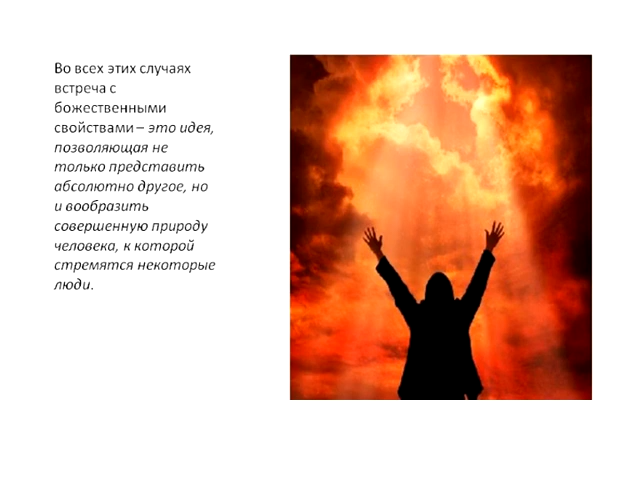 Во всех этих случаях
встреча с
божественными
свойствами – это идея,
позволяющая не
только представить
абсолютно другое, но
и вообразить
совершенную природу
человека, к которой
стремятся некоторые
люди.